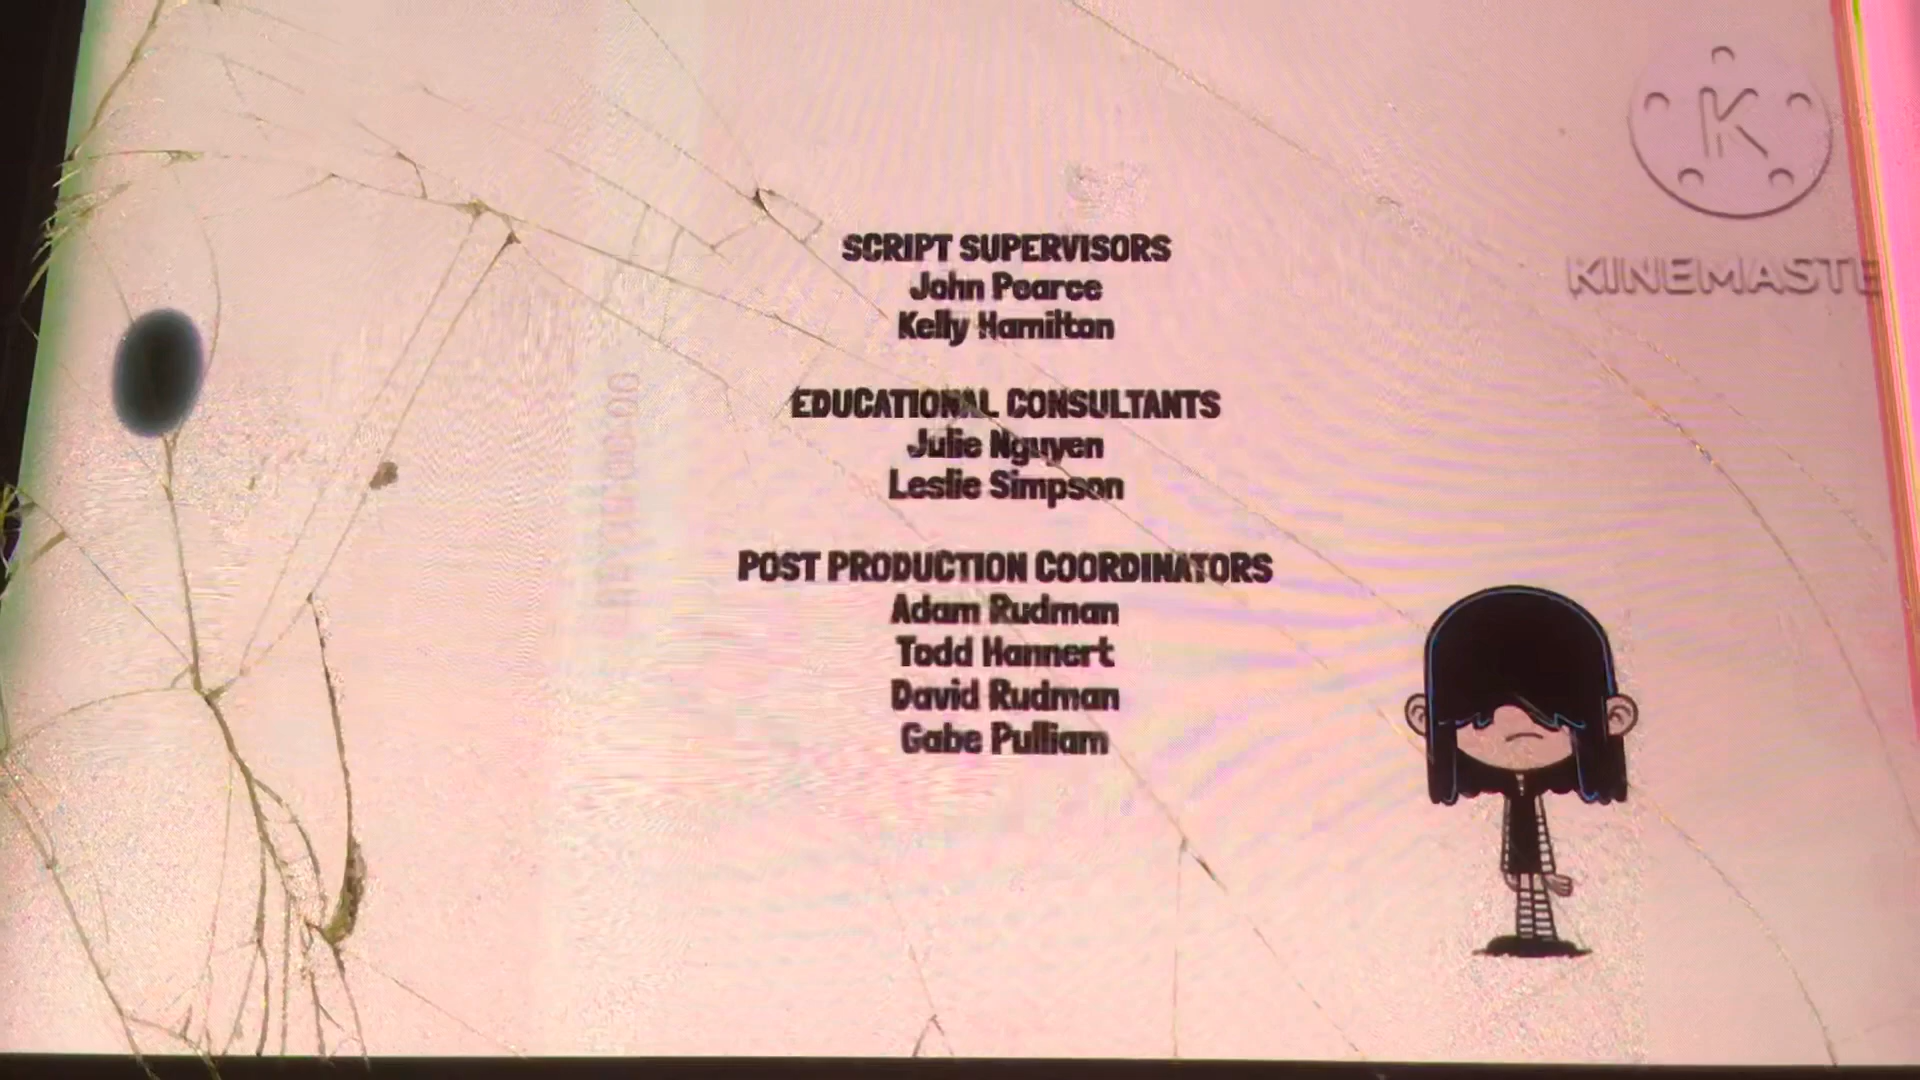 K
KINEMASTE
SCRIPT SUPERVISORS
John Pearce
Kelly Hamilton
EDUCATIONAL CONSULTANTS
Julie Nguyen
Leslie Simpson
POST PRODUCTION COORDINATORS
Adam Rudman
Todd Hannert
David Rudman
Gabe Pulliam